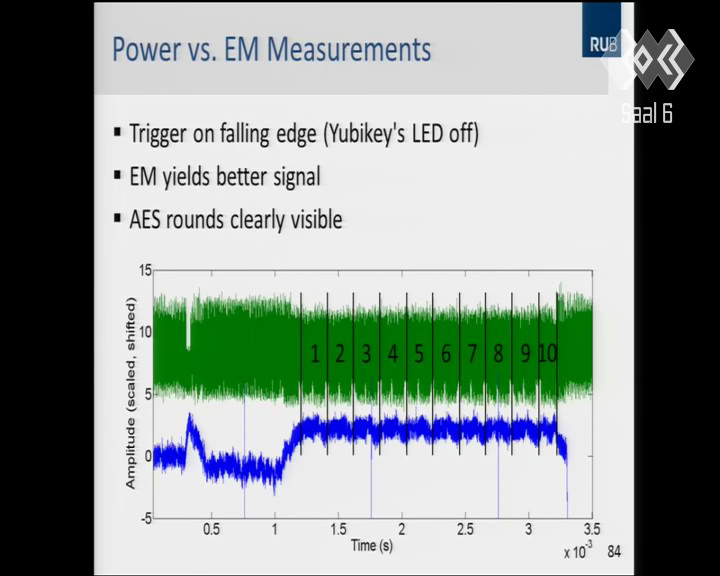 Power vs. EM Measurements
RUB
Saal 6
▪ Trigger on falling edge (Yubikey's LED off)
▪ EM yields better signal
▪ AES rounds clearly visible
Amplitude (scaled, shifted)
15
10
5
0
-5
1 2 3 4 5 6 7 8 9 10
0.5 1 1.5 2 2.5 3 3.5
Time (s)
x 10⁻³
84